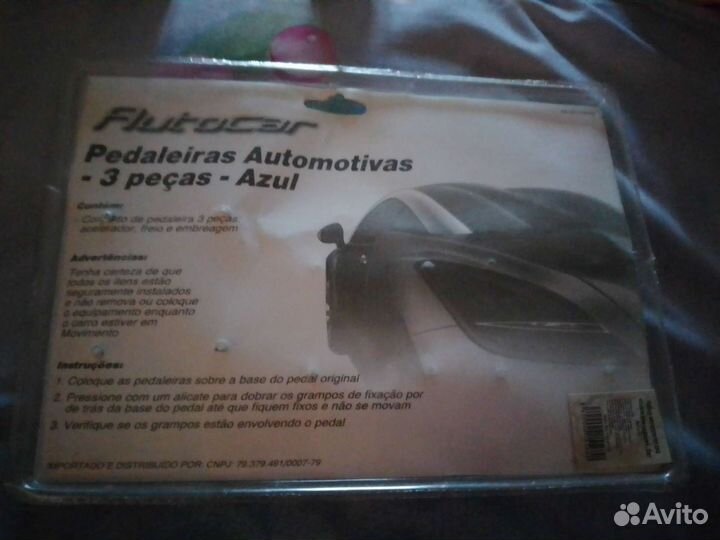 Flutocar
Pedaleiras Automotivas
- 3 peças - Azul
Contém:
- Conjunto de pedaleira 3 peças
acelerador, freio e embreagem
Advertências:
Tenha certeza de que
todos os itens estão
seguramente instalados
e não remova ou coloque
o equipamento enquanto
o carro estiver em
Movimento
Instruções:
1. Coloque as pedaleiras sobre a base do pedal original
2. Pressione com um alicate para dobrar os grampos de fixação por
de trás da base do pedal até que fiquem fixos e não se movam
3. Verifique se os grampos estão envolvendo o pedal
IMPORTADO E DISTRIBUIDO POR: CNPJ: 79.379.491/0007-79
Avito